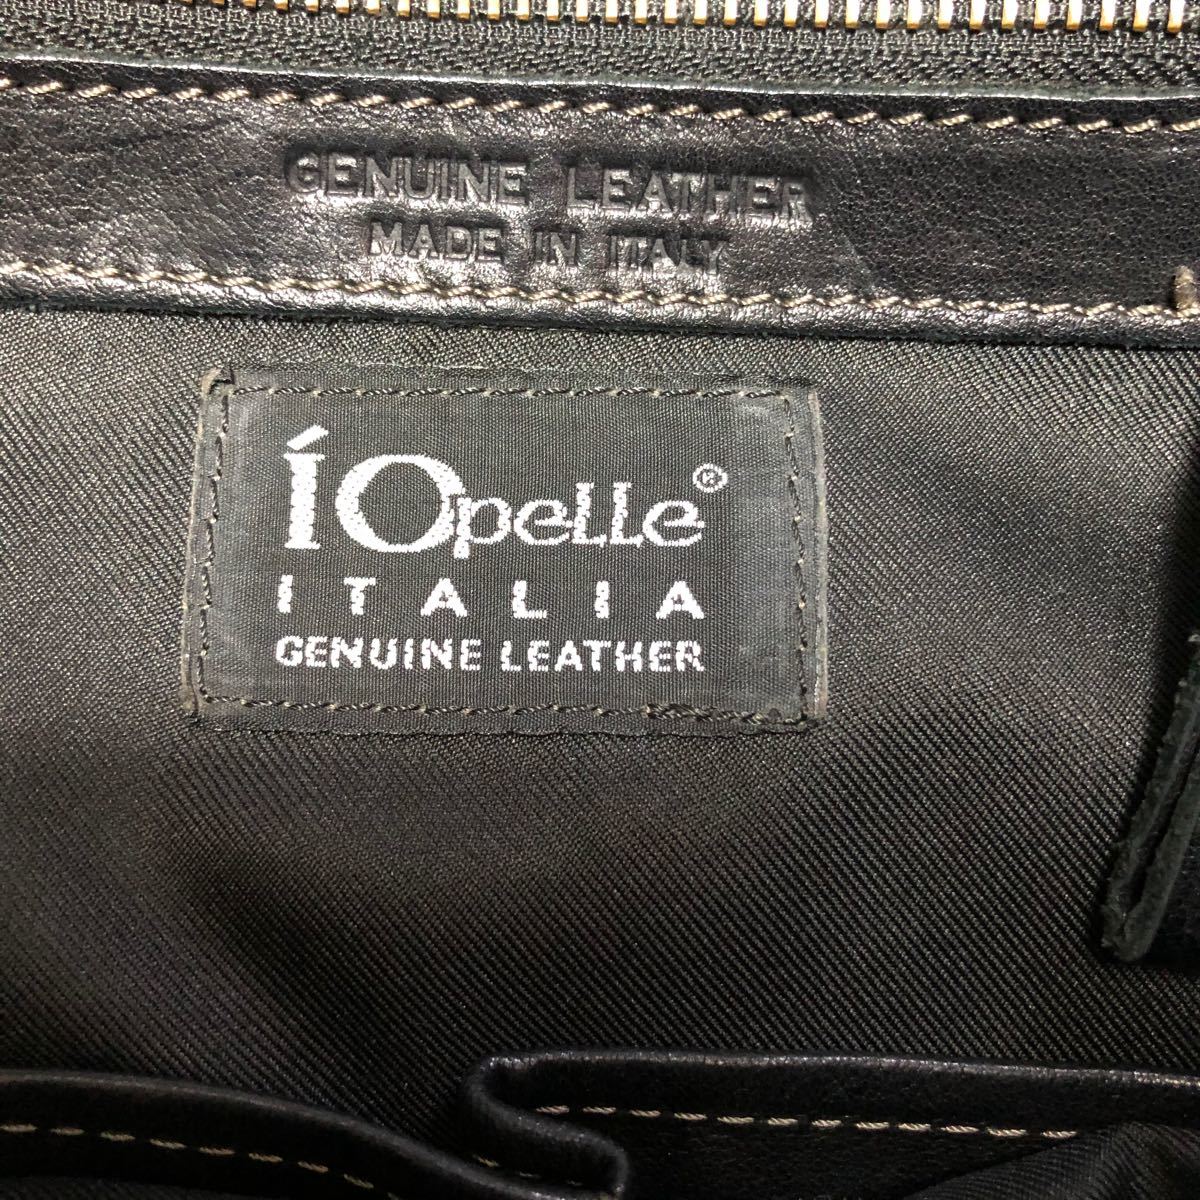 GENUINE LEATHER
MADE IN ITALY
íOpelle®
ITALIA
GENUINE LEATHER